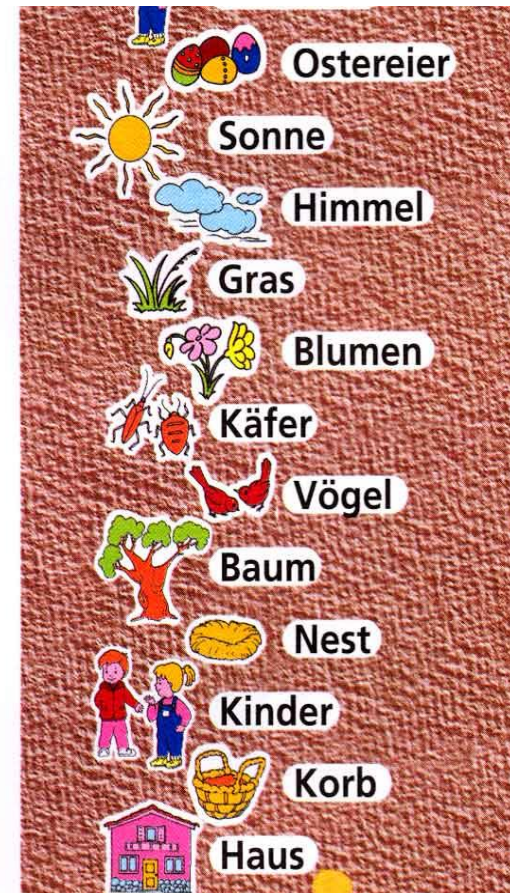 Ostereier
Sonne
Himmel
Gras
Blumen
Käfer
Vögel
Baum
Nest
Kinder
Korb
Haus